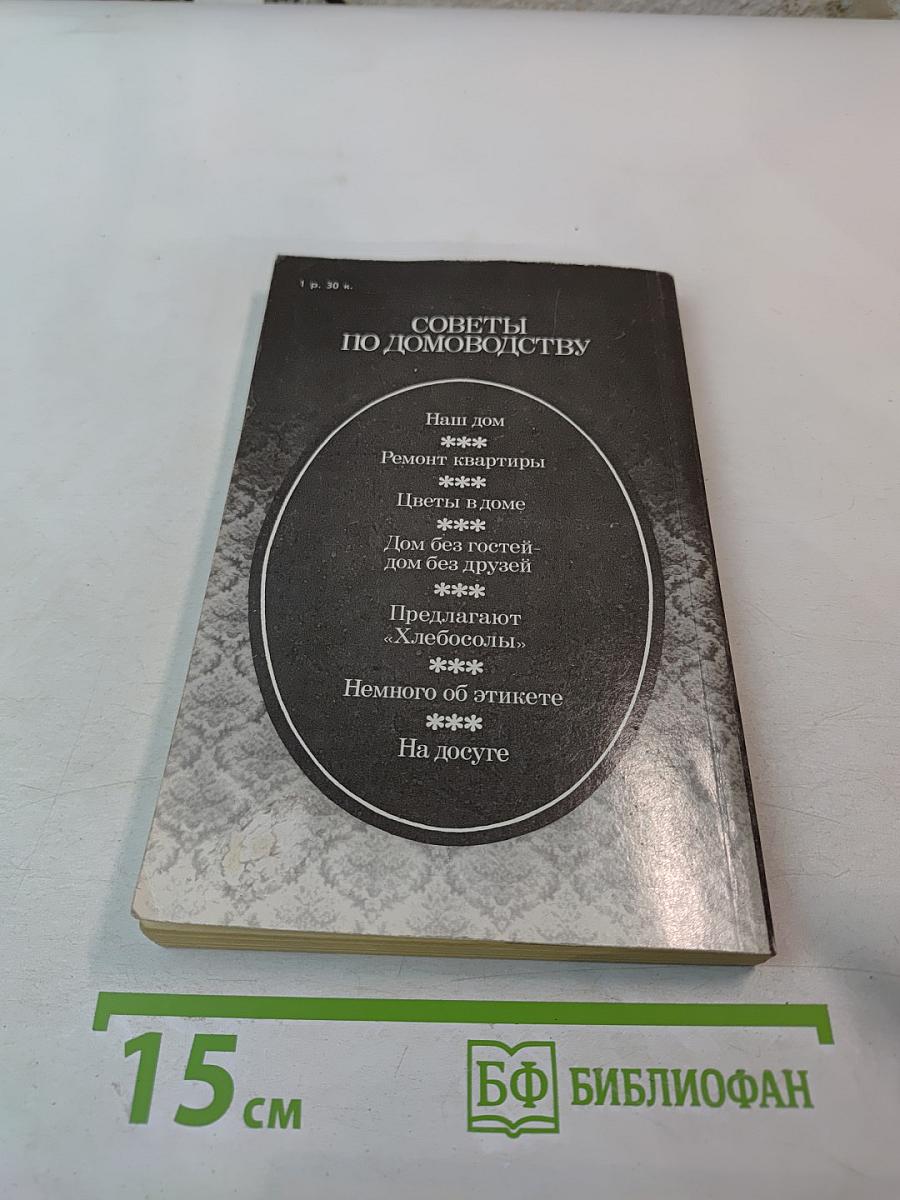 1 р. 30 к.
СОВЕТЫ
ПО ДОМОВОДСТВУ
Наш дом
***
Ремонт квартиры
***
Цветы в доме
***
Дом без гостей-
дом без друзей
***
Предлагают
«Хлебосолы»
***
Немного об этикете
***
На досуге
15 см
БФ БИБЛИОФАН